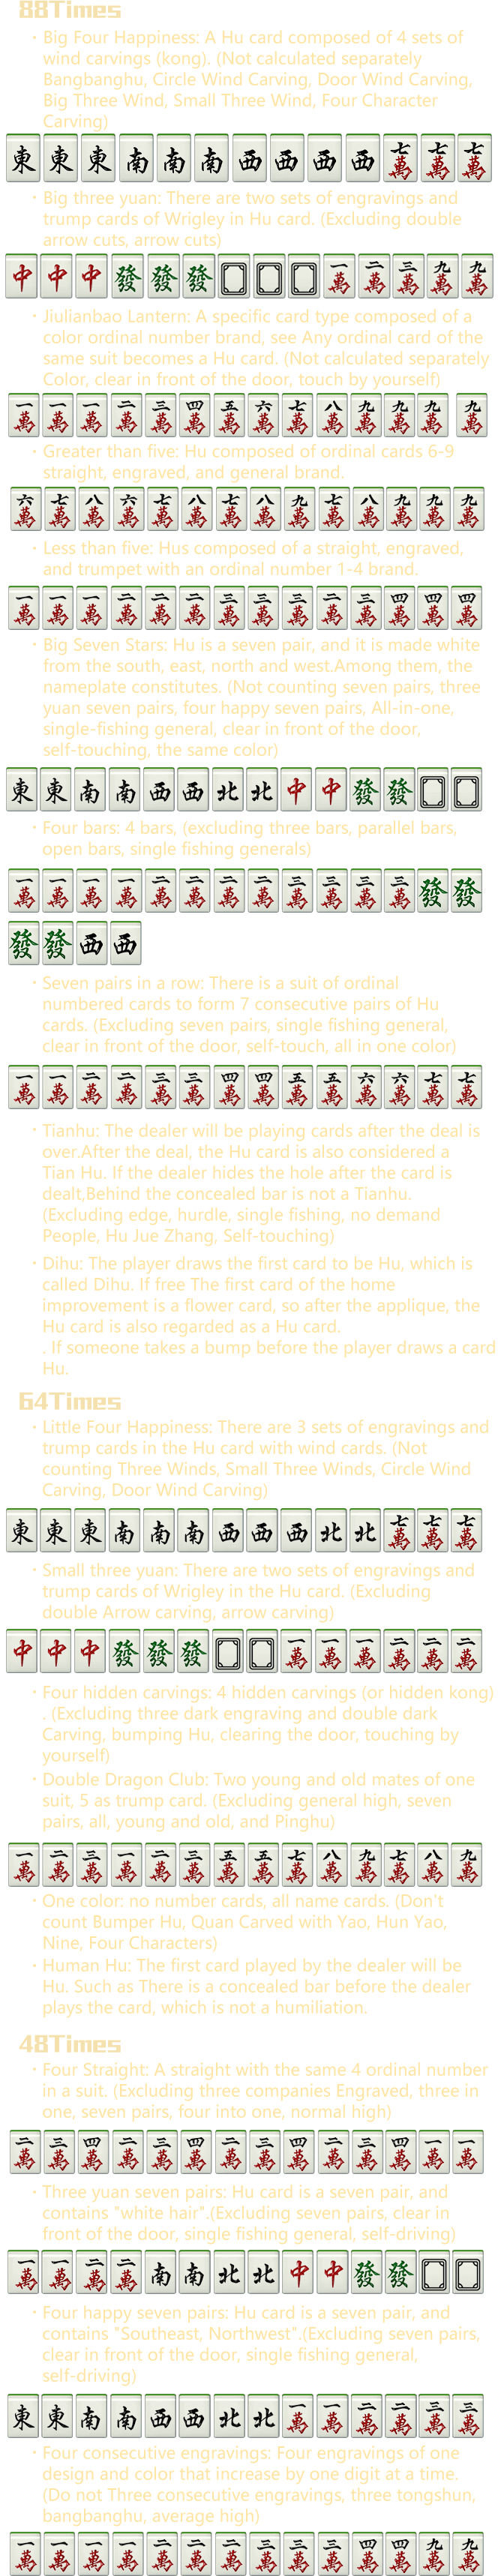 88Times
· Big Four Happiness: A Hu card composed of 4 sets of
wind carvings (kong). (Not calculated separately
Bangbanghu, Circle Wind Carving, Door Wind Carving,
Big Three Wind, Small Three Wind, Four Character
Carving)
東 東 東 南 南 南 西 西 西 西 七萬 七萬 七萬
· Big three yuan: There are two sets of engravings and
trump cards of Wrigley in Hu card. (Excluding double
arrow cuts, arrow cuts)
中 中 中 發 發 發 一萬 二萬 三萬 九萬 九萬
· Jiulianbao Lantern: A specific card type composed of a
color ordinal number brand, see Any ordinal card of the
same suit becomes a Hu card. (Not calculated separately
Color, clear in front of the door, touch by yourself)
一萬 一萬 一萬 二萬 三萬 四萬 五萬 六萬 七萬 八萬 九萬 九萬 九萬 九萬
· Greater than five: Hu composed of ordinal cards 6-9
straight, engraved, and general brand.
六萬 七萬 八萬 六萬 七萬 八萬 七萬 八萬 九萬 七萬 八萬 九萬 九萬 九萬
· Less than five: Hus composed of a straight, engraved,
and trumpet with an ordinal number 1-4 brand.
一萬 一萬 一萬 二萬 二萬 二萬 三萬 三萬 三萬 二萬 三萬 四萬 四萬 四萬
· Big Seven Stars: Hu is a seven pair, and it is made white
from the south, east, north and west.Among them, the
nameplate constitutes. (Not counting seven pairs, three
yuan seven pairs, four happy seven pairs, All-in-one,
single-fishing general, clear in front of the door,
self-touching, the same color)
東 東 南 南 西 西 北 北 中 中 發 發
· Four bars: 4 bars, (excluding three bars, parallel bars,
open bars, single fishing generals)
一萬 一萬 一萬 一萬 二萬 二萬 二萬 二萬 三萬 三萬 三萬 三萬 發 發
發 發 西 西
· Seven pairs in a row: There is a suit of ordinal
numbered cards to form 7 consecutive pairs of Hu
cards. (Excluding seven pairs, single fishing general,
clear in front of the door, self-touch, all in one color)
一萬 一萬 二萬 二萬 三萬 三萬 四萬 四萬 五萬 五萬 六萬 六萬 七萬 七萬
· Tianhu: The dealer will be playing cards after the deal is
over.After the deal, the Hu card is also considered a
Tian Hu. If the dealer hides the hole after the card is
dealt,Behind the concealed bar is not a Tianhu.
(Excluding edge, hurdle, single fishing, no demand
People, Hu Jue Zhang, Self-touching)
· Dihu: The player draws the first card to be Hu, which is
called Dihu. If free The first card of the home
improvement is a flower card, so after the applique, the
Hu card is also regarded as a Hu card.
. If someone takes a bump before the player draws a card
Hu.
64Times
· Little Four Happiness: There are 3 sets of engravings and
trump cards in the Hu card with wind cards. (Not
counting Three Winds, Small Three Winds, Circle Wind
Carving, Door Wind Carving)
東 東 東 南 南 南 西 西 西 北 北 七萬 七萬 七萬
· Small three yuan: There are two sets of engravings and
trump cards of Wrigley in the Hu card. (Excluding
double Arrow carving, arrow carving)
中 中 中 發 發 發 一萬 一萬 一萬 二萬 二萬 二萬
· Four hidden carvings: 4 hidden carvings (or hidden kong)
. (Excluding three dark engraving and double dark
Carving, bumping Hu, clearing the door, touching by
yourself)
· Double Dragon Club: Two young and old mates of one
suit, 5 as trump card. (Excluding general high, seven
pairs, all, young and old, and Pinghu)
一萬 二萬 三萬 一萬 二萬 三萬 五萬 五萬 七萬 八萬 九萬 七萬 八萬 九萬
· One color: no number cards, all name cards. (Don't
count Bumper Hu, Quan Carved with Yao, Hun Yao,
Nine, Four Characters)
· Human Hu: The first card played by the dealer will be
Hu. Such as There is a concealed bar before the dealer
plays the card, which is not a humiliation.
48Times
· Four Straight: A straight with the same 4 ordinal number
in a suit. (Excluding three companies Engraved, three in
one, seven pairs, four into one, normal high)
二萬 三萬 四萬 二萬 三萬 四萬 二萬 三萬 四萬 二萬 三萬 四萬 一萬 一萬
· Three yuan seven pairs: Hu card is a seven pair, and
contains "white hair".(Excluding seven pairs, clear in
front of the door, single fishing general, self-driving)
一萬 一萬 二萬 二萬 南 南 北 北 中 中 發 發
· Four happy seven pairs: Hu card is a seven pair, and
contains "Southeast, Northwest".(Excluding seven pairs,
clear in front of the door, single fishing general,
self-driving)
東 東 南 南 西 西 北 北 一萬 一萬 二萬 二萬 三萬 三萬
· Four consecutive engravings: Four engravings of one
design and color that increase by one digit at a time.
(Do not Three consecutive engravings, three tongshun,
bangbanghu, average high)
一萬 一萬 一萬 一萬 二萬 二萬 二萬 三萬 三萬 三萬 四萬 四萬 九萬 九萬